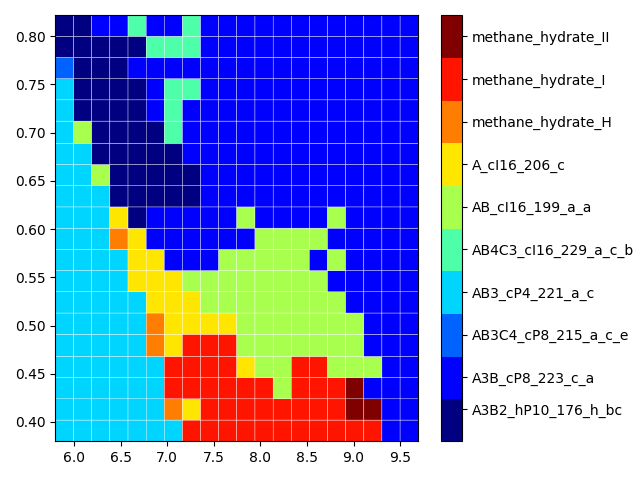 0.80
0.75
0.70
0.65
0.60
0.55
0.50
0.45
0.40
6.0 6.5 7.0 7.5 8.0 8.5 9.0 9.5
methane_hydrate_II
methane_hydrate_I
methane_hydrate_H
A_cI16_206_c
AB_cI16_199_a_a
AB4C3_cI16_229_a_c_b
AB3_cP4_221_a_c
AB3C4_cP8_215_a_c_e
A3B_cP8_223_c_a
A3B2_hP10_176_h_bc